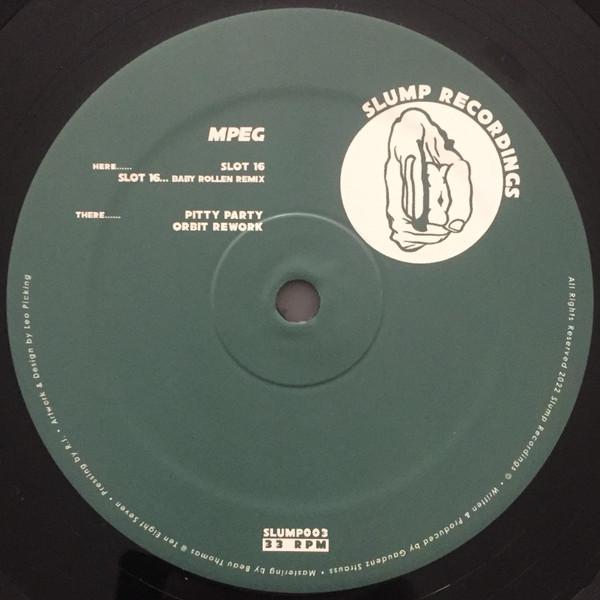 SLUMP RECORDINGS
MPEG
HERE...... SLOT 16
SLOT 16... BABY ROLLEN REMIX
THERE...... PITTY PARTY
ORBIT REWORK
SLUMP003
33 RPM
All Rights Reserved 2022 Slump Recordings © • Written & Produced by Gaudenz Strauss • Mastering by Beau Thomas @ Ten Eight Seven • Pressing by R.I. • Artwork & Design by Leo Picking